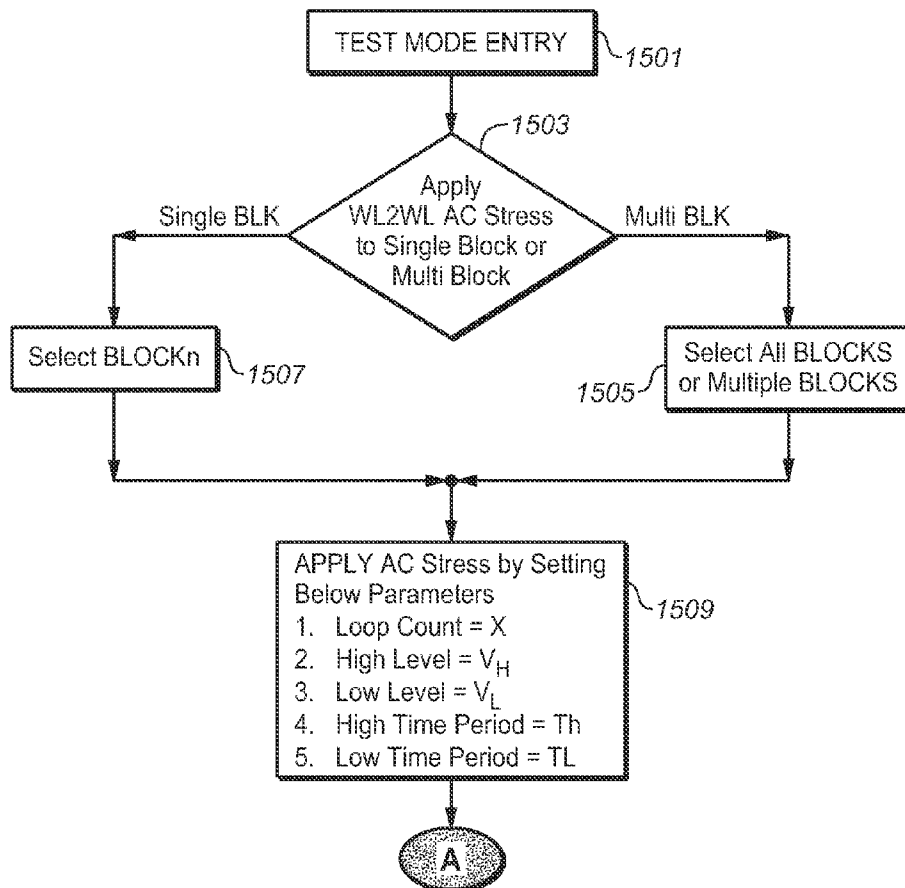 TEST MODE ENTRY
1501
1503
Apply
WL2WL AC Stress
to Single Block or
Multi Block
Single BLK
Multi BLK
Select BLOCKn
1507
Select All BLOCKS
or Multiple BLOCKS
1505
APPLY AC Stress by Setting
Below Parameters
1. Loop Count = X
2. High Level = V_H
3. Low Level = V_L
4. High Time Period = Th
5. Low Time Period = TL
1509
A